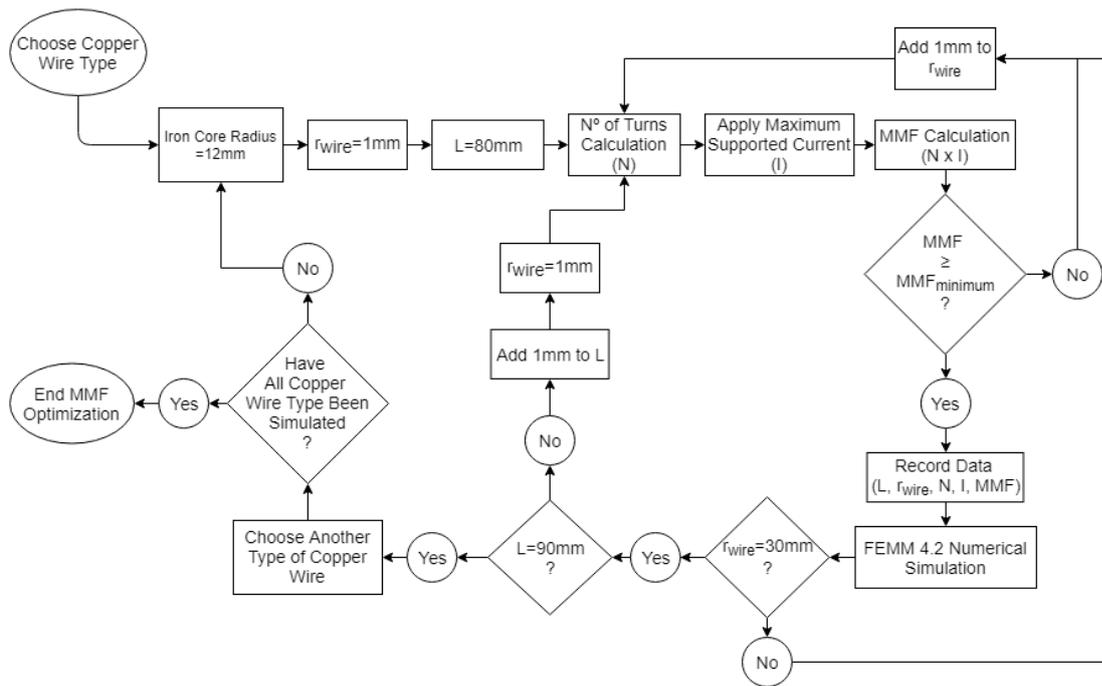 Choose Copper
Wire Type
Add 1mm to
rwire
Iron Core Radius
=12mm
rwire=1mm
L=80mm
Nº of Turns
Calculation
(N)
Apply Maximum
Supported Current
(I)
MMF Calculation
(N x I)
MMF
≥
MMFminimum
?
No
rwire=1mm
No
Add 1mm to L
Have
All Copper
Wire Type Been
Simulated
?
Yes
End MMF
Optimization
Yes
No
Record Data
(L, rwire, N, I, MMF)
Choose Another
Type of Copper
Wire
Yes
L=90mm
?
Yes
rwire=30mm
?
FEMM 4.2 Numerical
Simulation
No